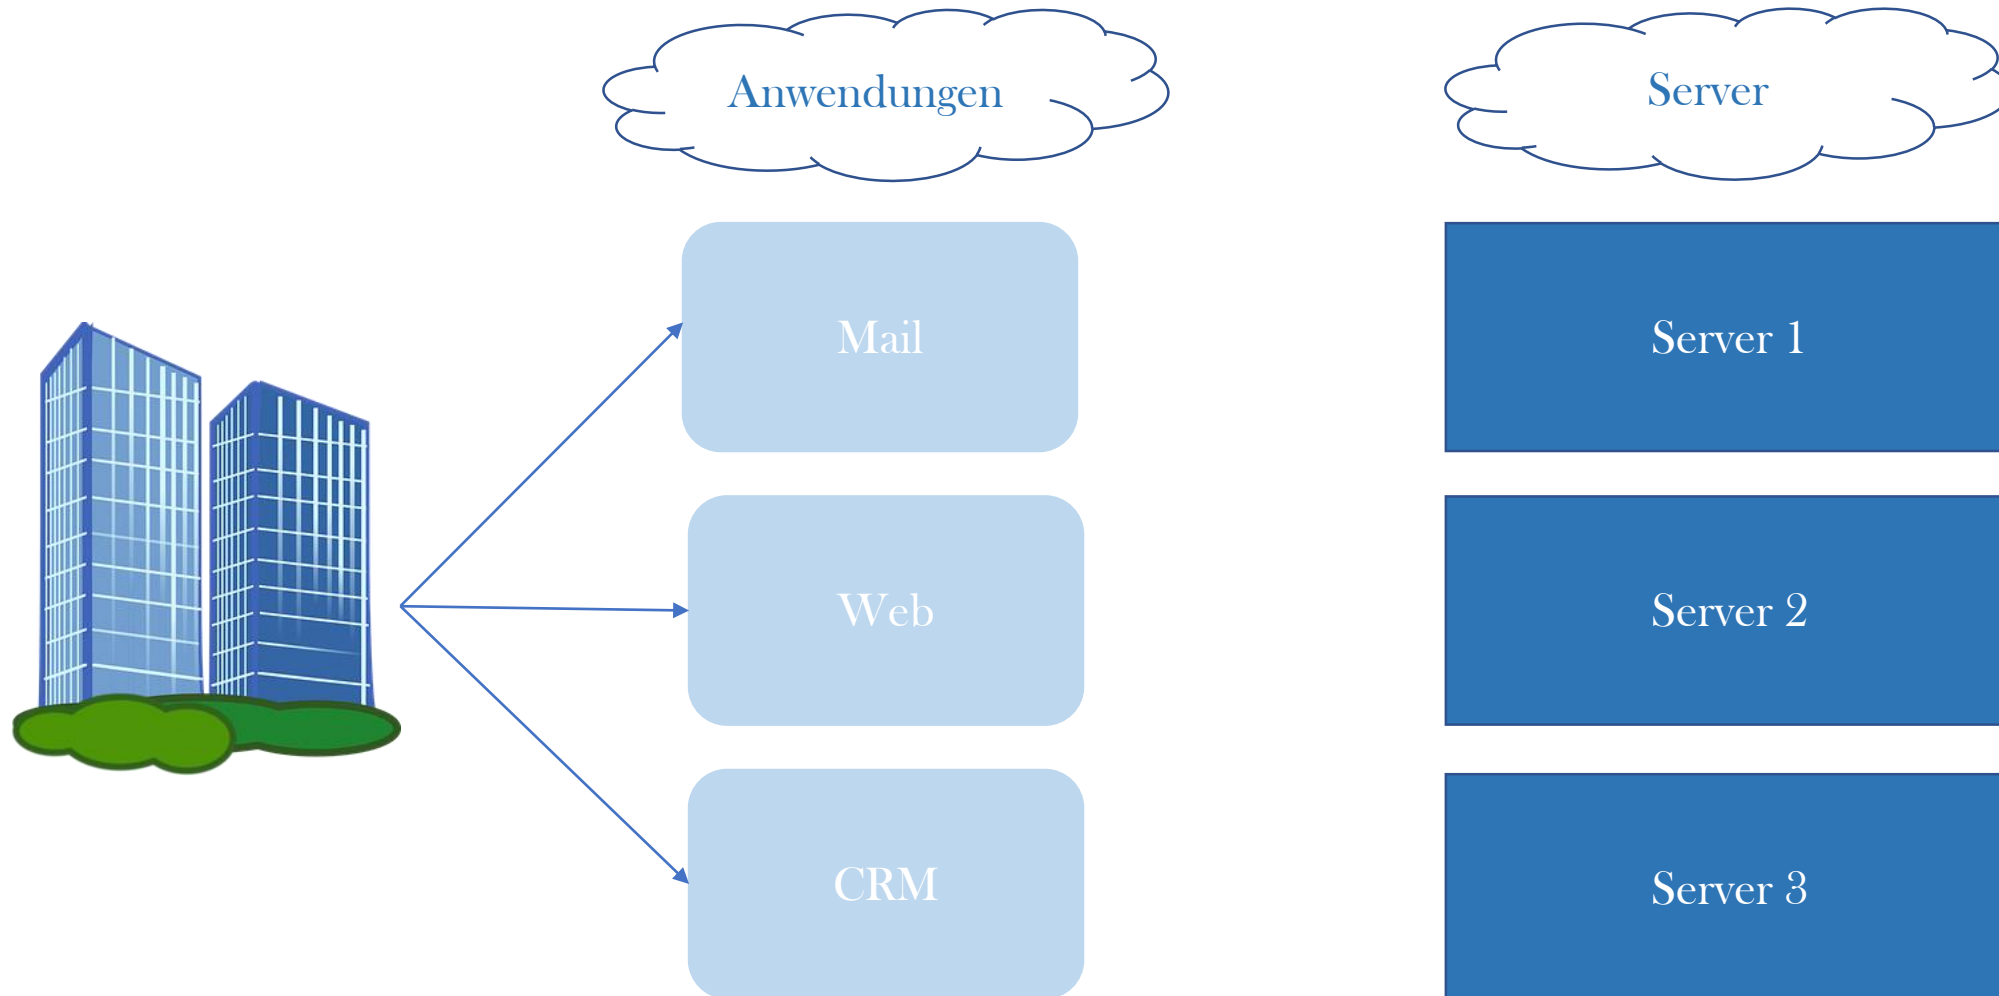 Anwendungen
Server
Mail
Server 1
Web
Server 2
CRM
Server 3